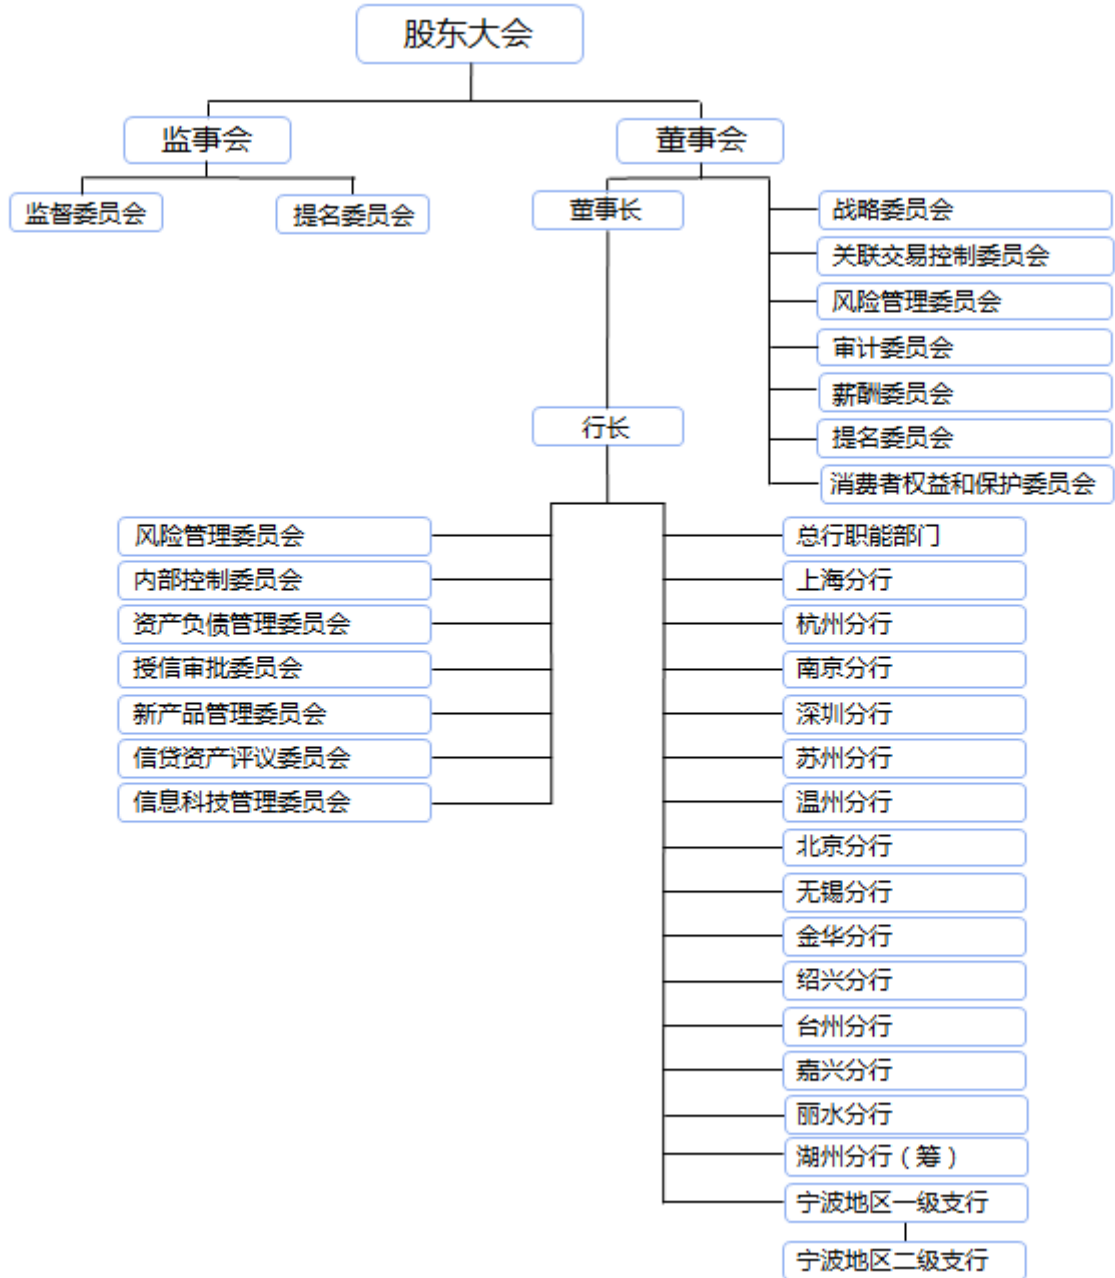 股东大会
监事会
董事会
监督委员会
提名委员会
董事长
战略委员会
关联交易控制委员会
风险管理委员会
审计委员会
薪酬委员会
提名委员会
消费者权益和保护委员会
行长
风险管理委员会
内部控制委员会
资产负债管理委员会
授信审批委员会
新产品管理委员会
信贷资产评议委员会
信息科技管理委员会
总行职能部门
上海分行
杭州分行
南京分行
深圳分行
苏州分行
温州分行
北京分行
无锡分行
金华分行
绍兴分行
台州分行
嘉兴分行
丽水分行
湖州分行（筹）
宁波地区一级支行
宁波地区二级支行